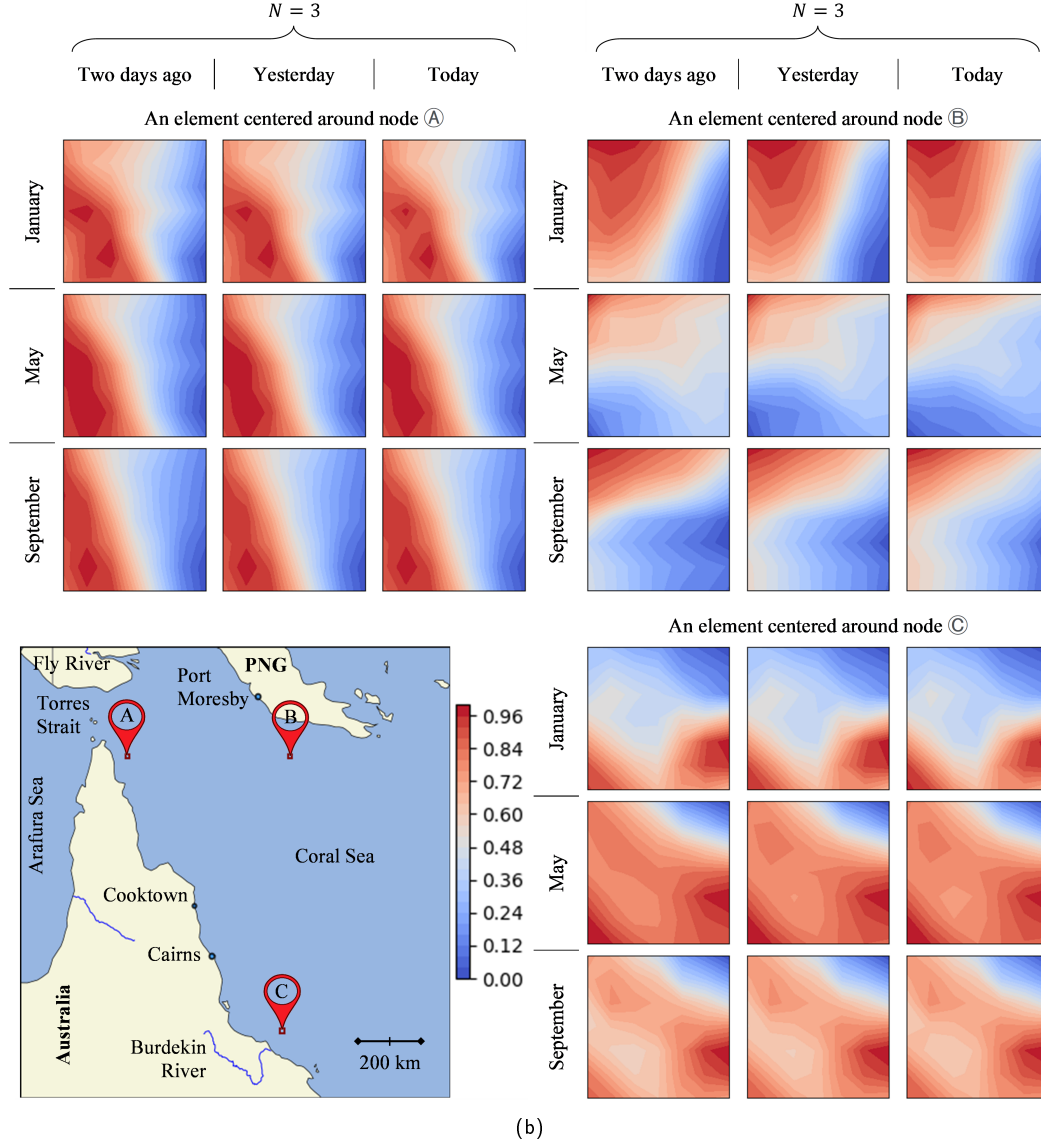 N = 3
N = 3
Two days ago
Yesterday
Today
Two days ago
Yesterday
Today
An element centered around node Ⓐ
An element centered around node Ⓑ
January
May
September
January
May
September
An element centered around node Ⓒ
January
May
September
Fly River
PNG
Port
Moresby
Torres
Strait
A
B
Arafura Sea
Coral Sea
Cooktown
Cairns
C
Australia
Burdekin
River
200 km
0.96
0.84
0.72
0.60
0.48
0.36
0.24
0.12
0.00
(b)